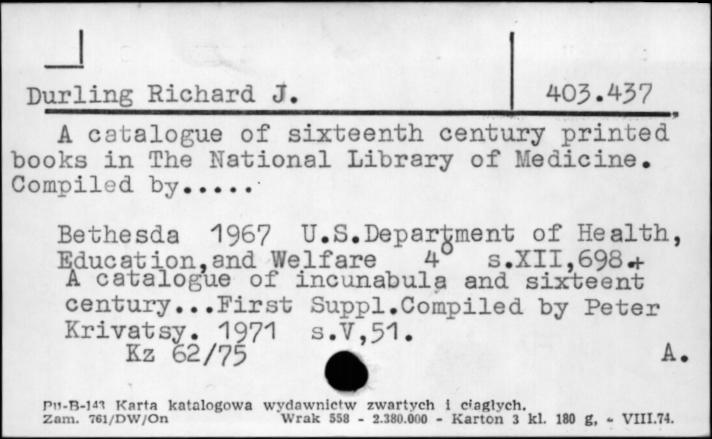 Durling Richard J. 403.437
A catalogue of sixteenth century printed
books in The National Library of Medicine.
Compiled by.....
Bethesda 1967 U.S.Department of Health,
Education,and Welfare 4° s.XII,698.+
A catalogue of incunabula and sixteent
century...First Suppl.Compiled by Peter
Krivatsy. 1971 s.V,51.
Kz 62/75 A.
Pu-B-143 Karta katalogowa wydawnictw zwartych i ciągłych.
Zam. 761/DW/On Wrak 558 - 2.380.000 - Karton 3 kl. 180 g, - VIII.74.